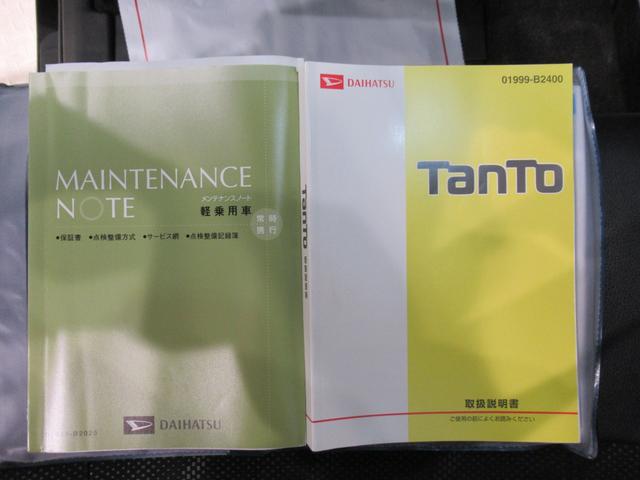 MAINTENANCE
NOTE
メンテナンスノート
軽乗用車
常時
携行
●保証書 ●点検整備方式 ●サービス網 ●点検整備記録簿
DAIHATSU
TanTo
DAIHATSU
01999-B2400
TanTo
取扱説明書
ご使用の前によくお読みください